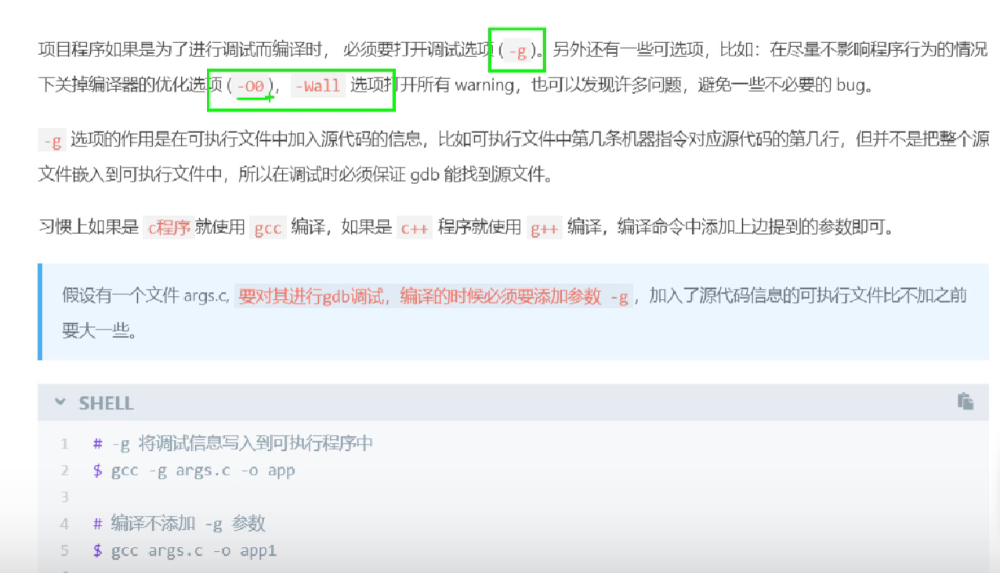 项目程序如果是为了进行调试而编译时， 必须要打开调试选项(-g)。另外还有一些可选项，比如：在尽量不影响程序行为的情况
下关掉编译器的优化选项(-O0)，-Wall 选项打开所有 warning，也可以发现许多问题，避免一些不必要的 bug。
-g 选项的作用是在可执行文件中加入源代码的信息，比如可执行文件中第几条机器指令对应源代码的第几行，但并不是把整个源
文件嵌入到可执行文件中，所以在调试时必须保证 gdb 能找到源文件。
习惯上如果是 c程序 就使用 gcc 编译，如果是 c++ 程序就使用 g++ 编译，编译命令中添加上边提到的参数即可。
假设有一个文件 args.c, 要对其进行gdb调试，编译的时候必须要添加参数 -g，加入了源代码信息的可执行文件比不加之前
要大一些。
SHELL
1 # -g 将调试信息写入到可执行程序中
2 $ gcc -g args.c -o app
3
4 # 编译不添加 -g 参数
5 $ gcc args.c -o app1